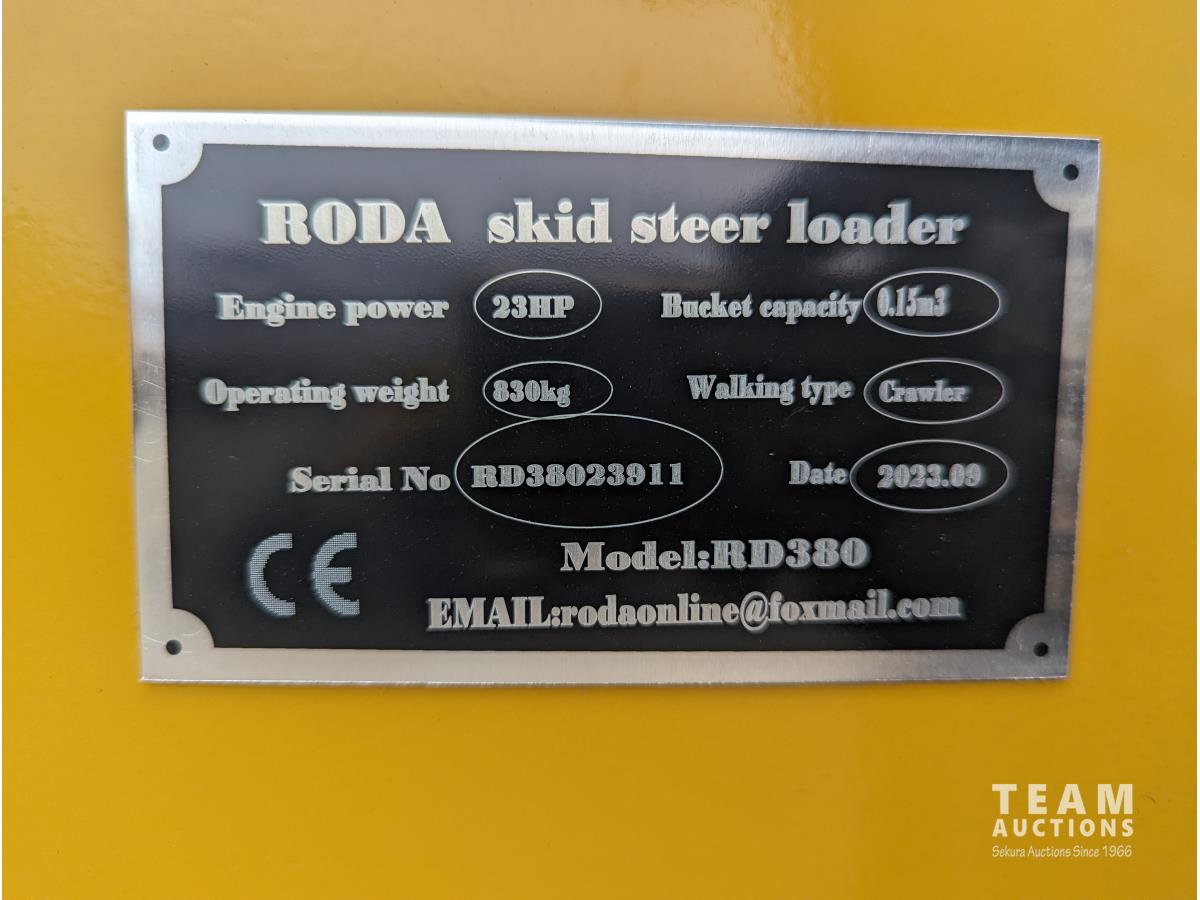 RODA skid steer loader
Engine power 23HP Bucket capacity 0.15m3
Operating weight 830kg Walking type Crawler
Serial No RD38023911 Date 2023.09
CE Model:RD380
EMAIL:rodaonline@foxmail.com
TEAM
AUCTIONS
Sekura Auctions Since 1966